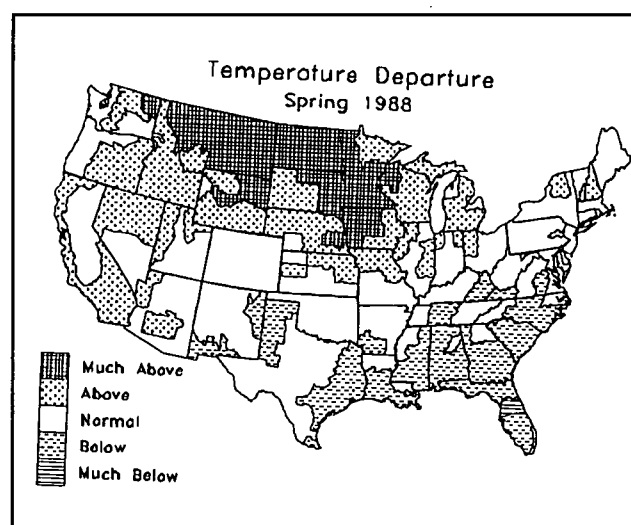 Temperature Departure
Spring 1988
Much Above
Above
Normal
Below
Much Below